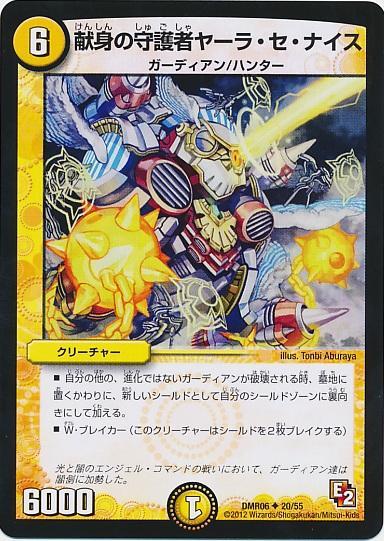 6
けんしん しゅごしゃ
献身の守護者ヤーラ・セ・ナイス
ガーディアン/ハンター
クリーチャー
illus. Tonbi Aburaya
■ 自分の他の、進化ではないガーディアンが破壊される時、墓地に
置くかわりに、新しいシールドとして自分のシールドゾーンに裏向
きにして加える。
■ W・ブレイカー (このクリーチャーはシールドを2枚ブレイクする)
光と闇のエンジェル・コマンドの戦いにおいて、ガーディアン達は
闇側に加勢した。
6000
1
DMR06 ◆ 20/55
©2012 Wizards/Shogakukan/Mitsui-Kids
E2